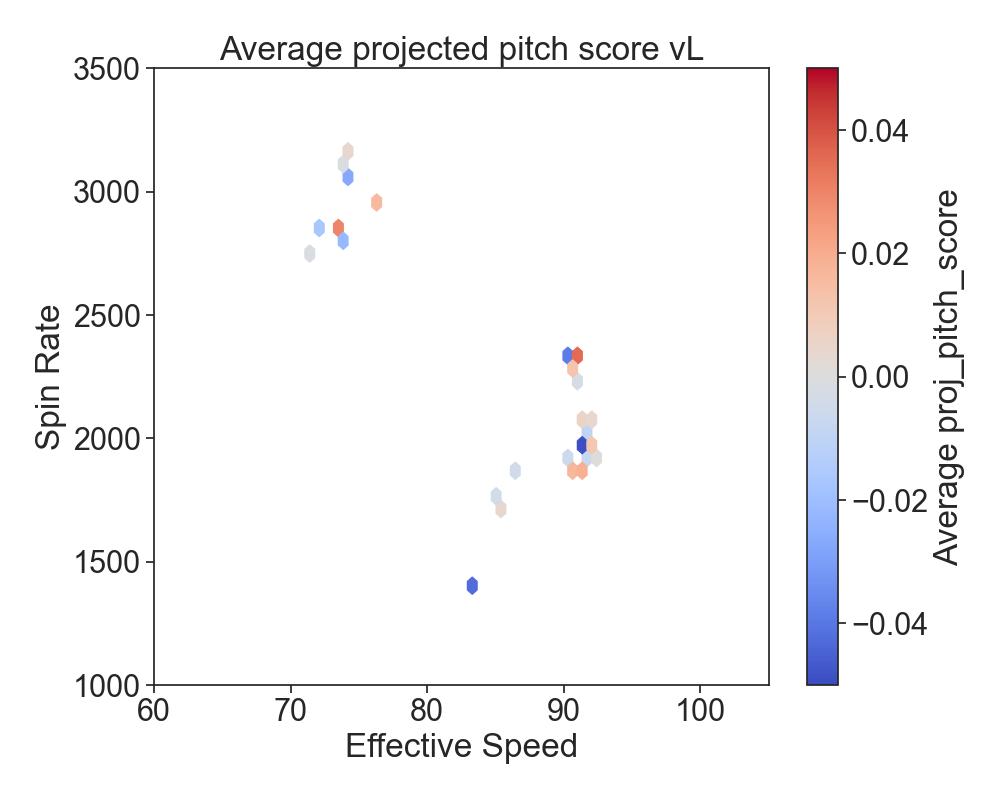 Average projected pitch score vL
3500
3000
2500
2000
1500
1000
Spin Rate
60 70 80 90 100
Effective Speed
0.04
0.02
0.00
−0.02
−0.04
Average proj_pitch_score